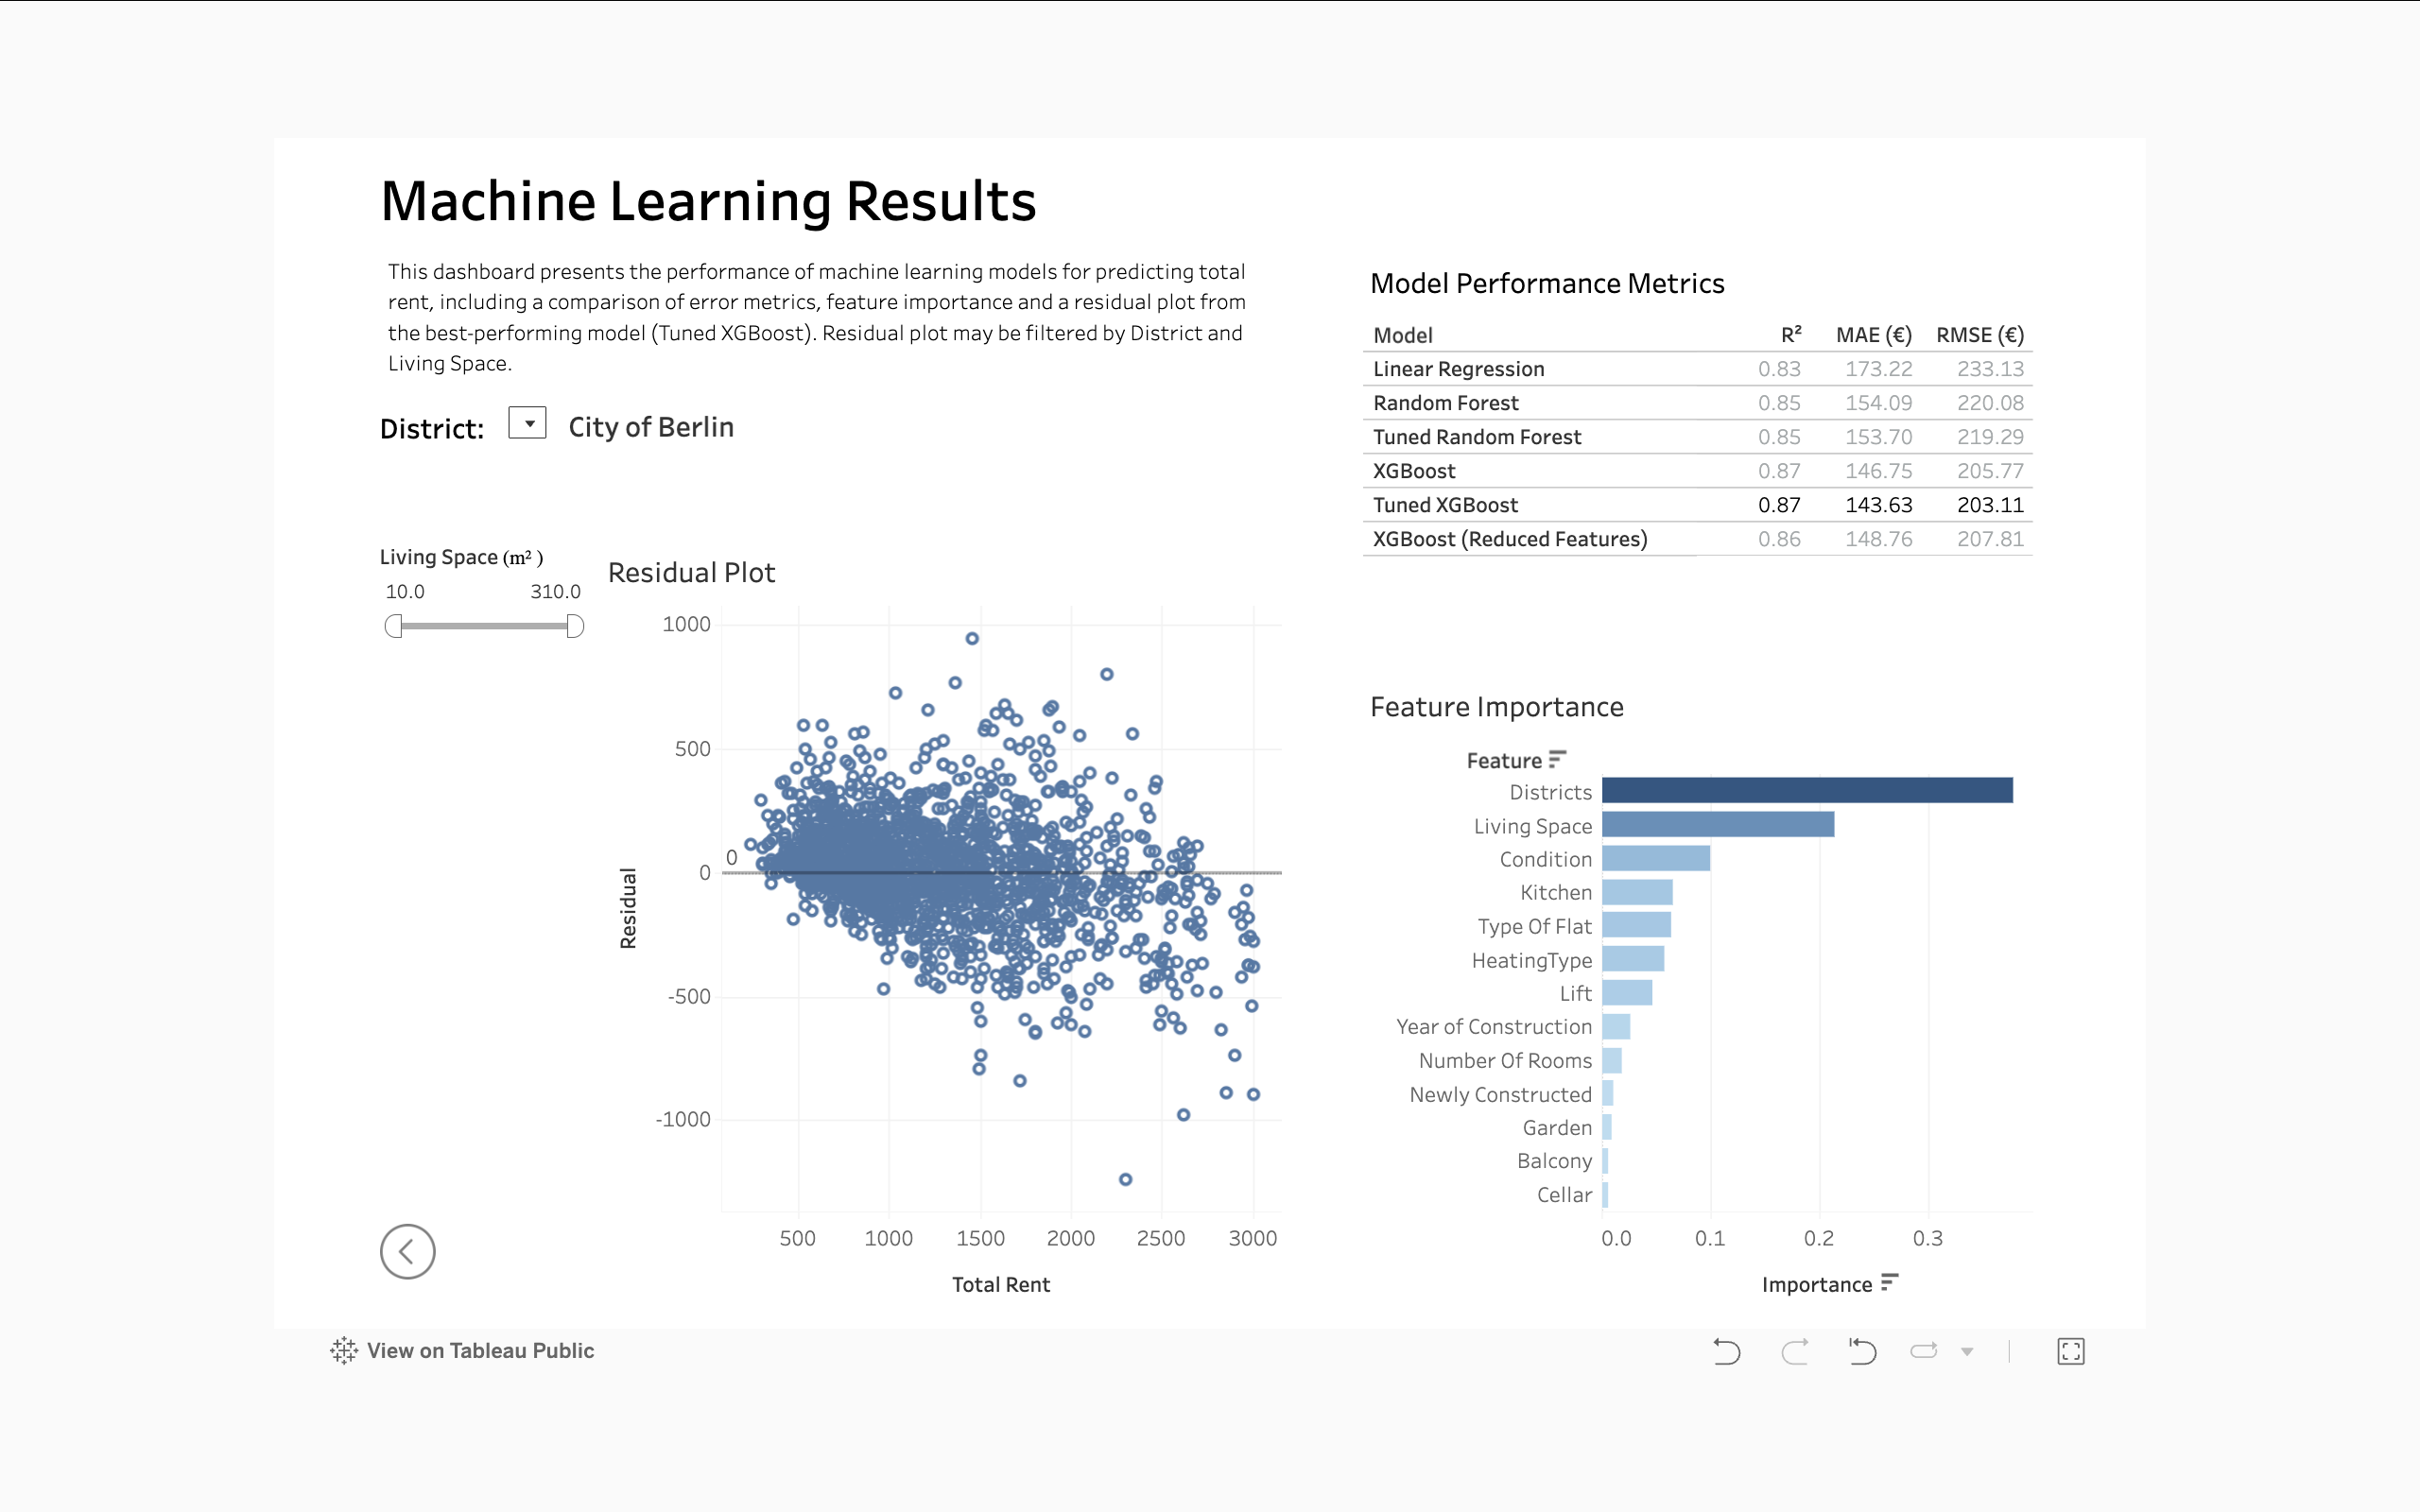 Machine Learning Results
This dashboard presents the performance of machine learning models for predicting total
rent, including a comparison of error metrics, feature importance and a residual plot from
the best-performing model (Tuned XGBoost). Residual plot may be filtered by District and
Living Space.
District: City of Berlin
Model Performance Metrics
Model R² MAE (€) RMSE (€)
Linear Regression 0.83 173.22 233.13
Random Forest 0.85 154.09 220.08
Tuned Random Forest 0.85 153.70 219.29
XGBoost 0.87 146.75 205.77
Tuned XGBoost 0.87 143.63 203.11
XGBoost (Reduced Features) 0.86 148.76 207.81
Living Space (m² )
10.0 310.0
Residual Plot
1000
500
0
0
-500
-1000
Residual
500 1000 1500 2000 2500 3000
Total Rent
Feature Importance
Feature
Districts
Living Space
Condition
Kitchen
Type Of Flat
HeatingType
Lift
Year of Construction
Number Of Rooms
Newly Constructed
Garden
Balcony
Cellar
0.0 0.1 0.2 0.3
Importance
View on Tableau Public